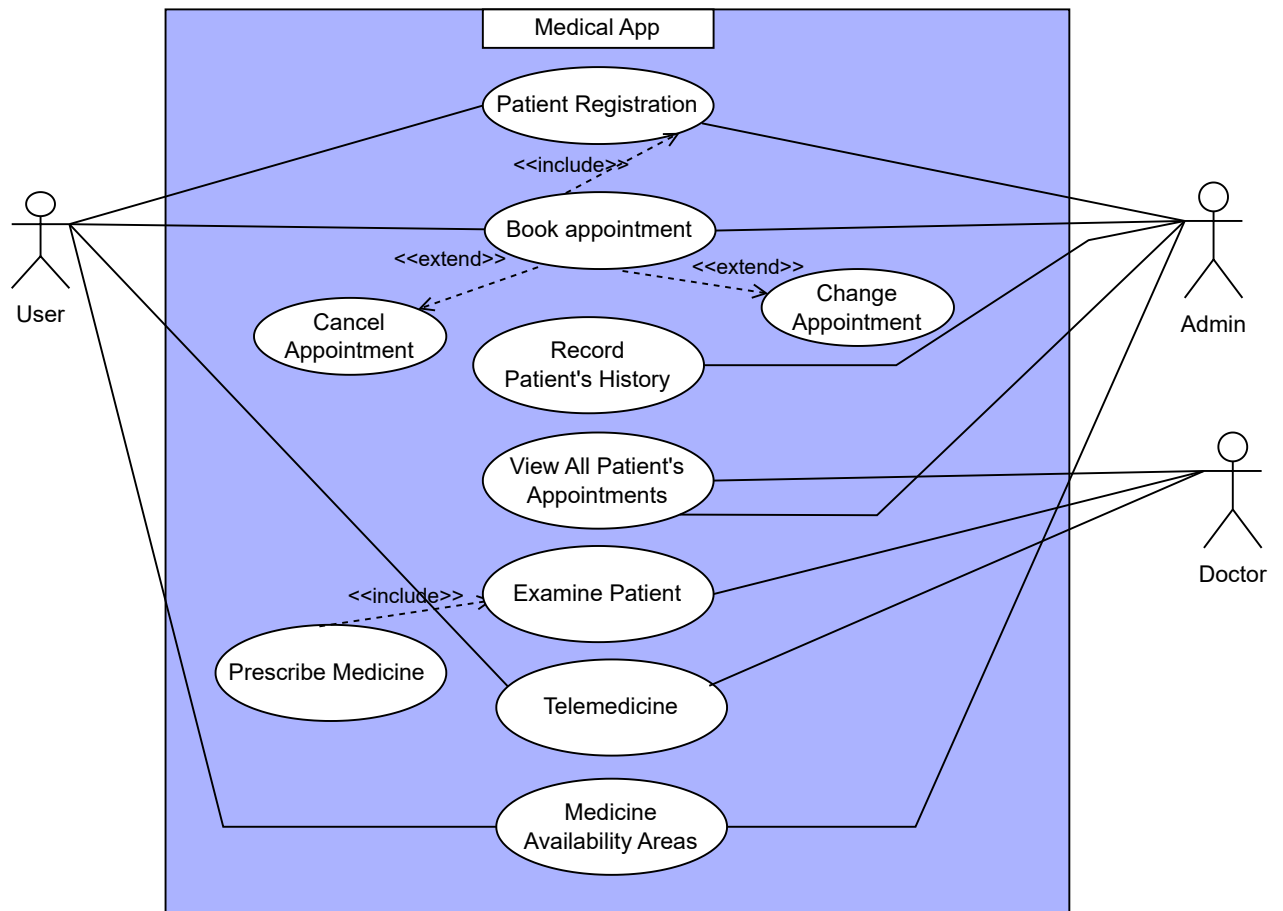 Medical App
Patient Registration
<<include>>
Book appointment
<<extend>>
<<extend>>
User
Admin
Cancel
Appointment
Change
Appointment
Record
Patient's History
View All Patient's
Appointments
Doctor
<<include>>
Examine Patient
Prescribe Medicine
Telemedicine
Medicine
Availability Areas